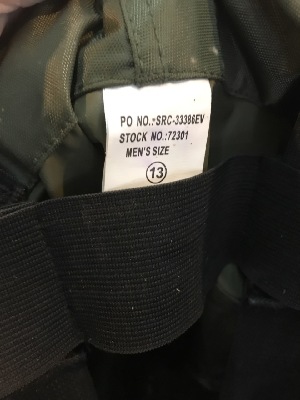 PO NO.: SRC-33386EV
STOCK NO.:72301
MEN'S SIZE
13